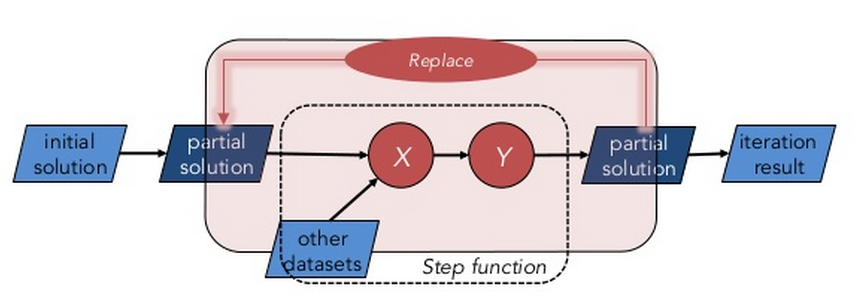 Replace
initial
solution
partial
solution
X
Y
partial
solution
iteration
result
other
datasets
Step function